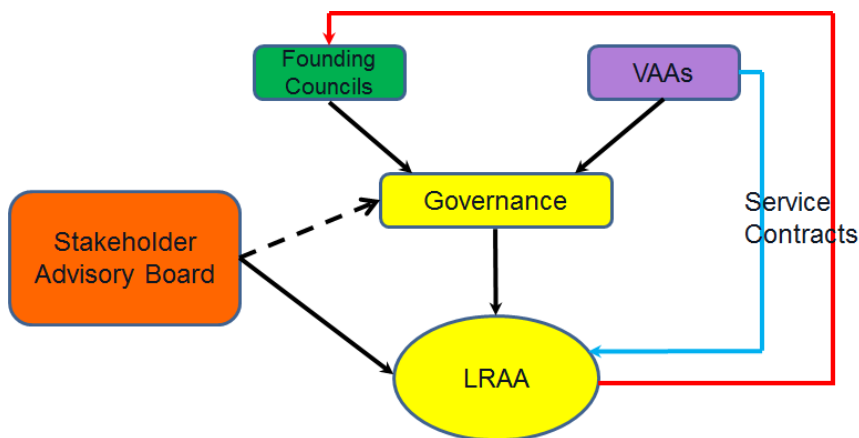 Founding
Councils
VAAs
Governance
Service
Contracts
Stakeholder
Advisory Board
LRAA